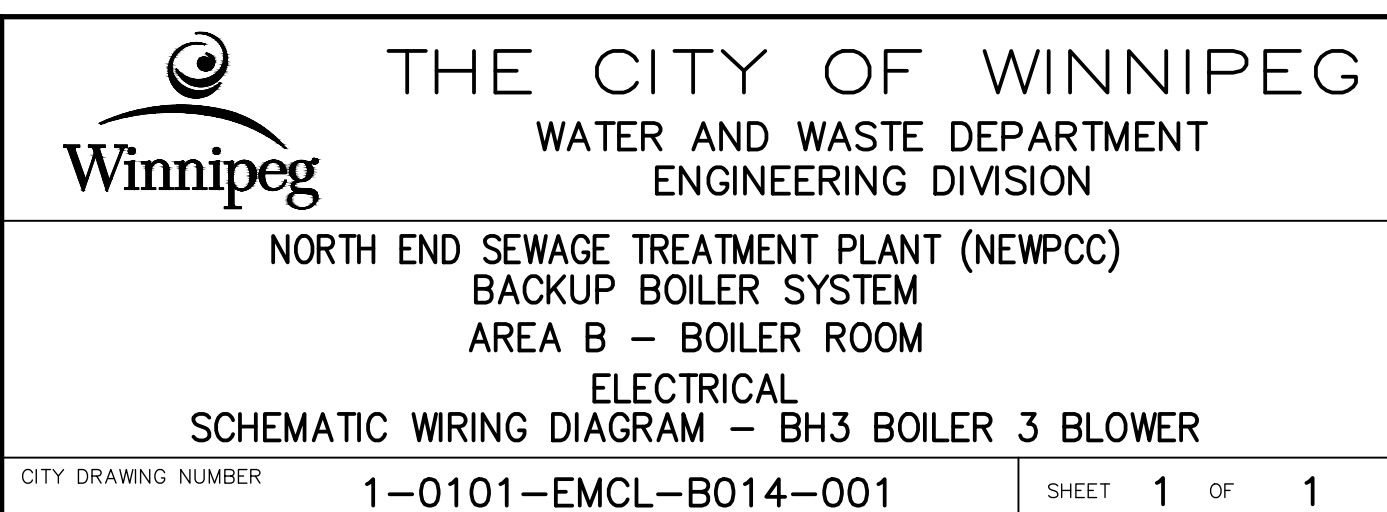 Winnipeg
THE CITY OF WINNIPEG
WATER AND WASTE DEPARTMENT
ENGINEERING DIVISION
NORTH END SEWAGE TREATMENT PLANT (NEWPCC)
BACKUP BOILER SYSTEM
AREA B – BOILER ROOM
ELECTRICAL
SCHEMATIC WIRING DIAGRAM – BH3 BOILER 3 BLOWER
CITY DRAWING NUMBER 1-0101-EMCL-B014-001 SHEET 1 OF 1